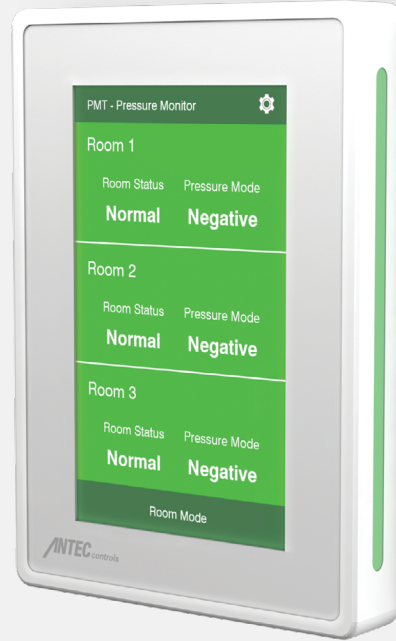 PMT - Pressure Monitor
Room 1
Room Status Pressure Mode
Normal Negative
Room 2
Room Status Pressure Mode
Normal Negative
Room 3
Room Status Pressure Mode
Normal Negative
Room Mode
ANTEC controls